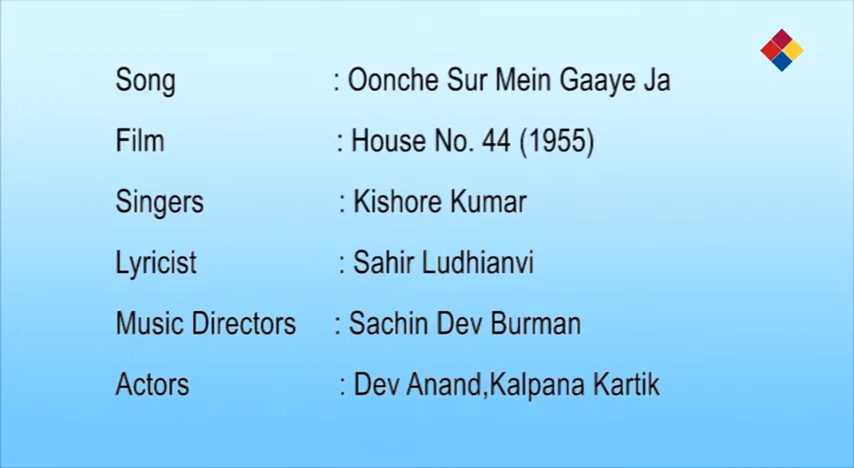 Song : Oonche Sur Mein Gaaye Ja
Film : House No. 44 (1955)
Singers : Kishore Kumar
Lyricist : Sahir Ludhianvi
Music Directors : Sachin Dev Burman
Actors : Dev Anand,Kalpana Kartik